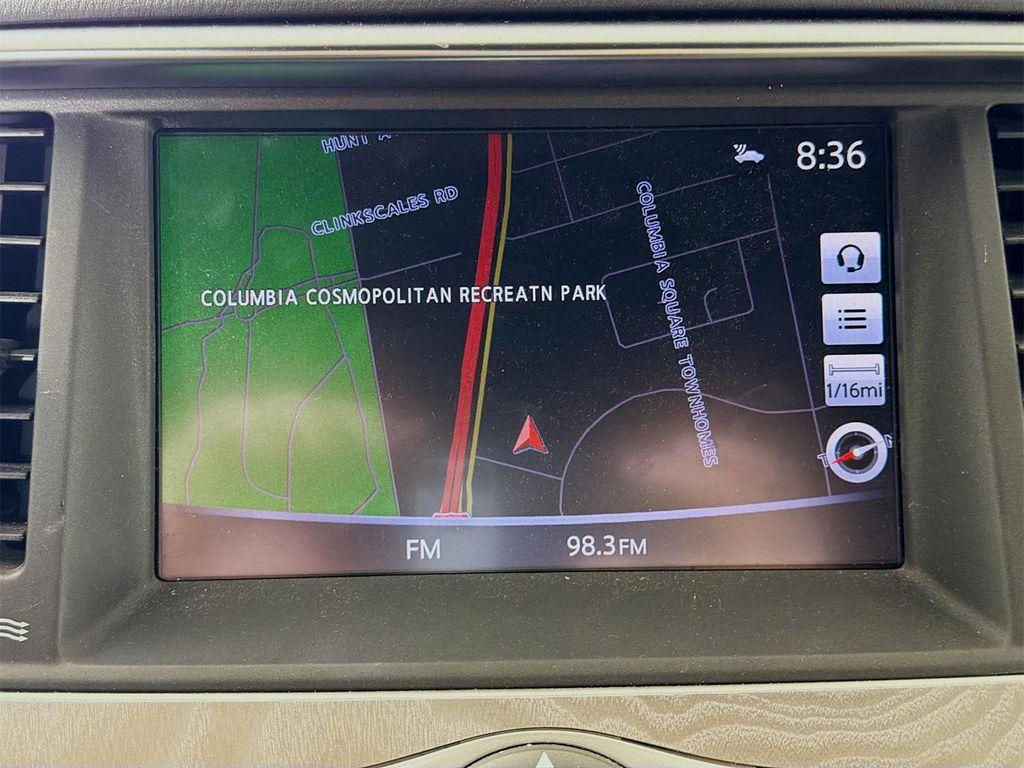 HUNT A
8:36
CLINKSCALES RD
COLUMBIA SQUARE TOWNHOMES
COLUMBIA COSMOPOLITAN RECREATN PARK
1/16mi
FM
98.3FM